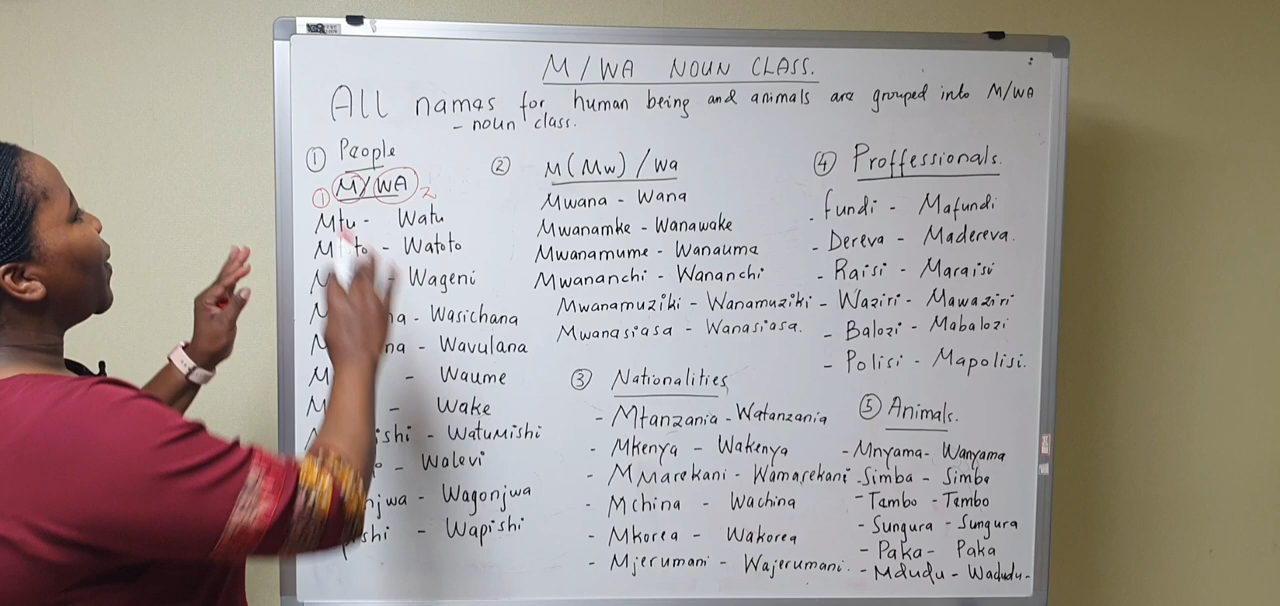 M/WA NOUN CLASS.
All names for human being and animals are grouped into M/WA
- noun class.
① People
① M/WA 2
Mtu - Watu
- Watoto
- Wageni
- Wasichana
- Wavulana
- Waume
- Wake
- Watumishi
- Walevi
- Wagonjwa
- Wapishi
② M(Mw)/wa
Mwana - Wana
Mwanamke - Wanawake
Mwanamume - Wanauma
Mwananchi - Wananchi
Mwanamuziki - Wanamuziki
Mwanasiasa - Wanasiasa.
③ Nationalities
- Mtanzania - Watanzania
- Mkenya - Wakenya
- MMarekani - Wamarekani
- Mchina - Wachina
- Mkorea - Wakorea
- Mjerumani - Wajerumani.
④ Proffessionals.
- fundi - Mafundi
- Dereva - Madereva.
- Raisi - Maraisi
- Waziri - Mawaziri
- Balozi - Mabalozi
- Polisi - Mapolisi.
⑤ Animals.
- Mnyama - Wanyama
- Simba - Simba
- Tembo - Tembo
- Sungura - Sungura
- Paka - Paka
- Mdudu - Wadudu-